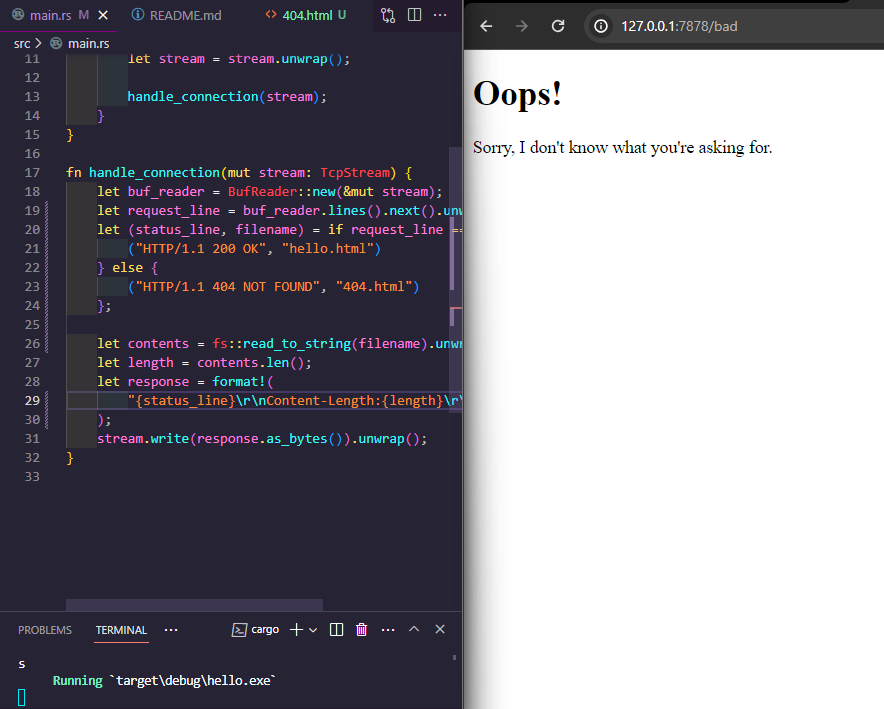 main.rs M
README.md
404.html U
127.0.0.1:7878/bad
src > main.rs
11 let stream = stream.unwrap();
12
13 handle_connection(stream);
14 }
15 }
16
17 fn handle_connection(mut stream: TcpStream) {
18 let buf_reader = BufReader::new(&mut stream);
19 let request_line = buf_reader.lines().next().unw
20 let (status_line, filename) = if request_line ==
21 ("HTTP/1.1 200 OK", "hello.html")
22 } else {
23 ("HTTP/1.1 404 NOT FOUND", "404.html")
24 };
25
26 let contents = fs::read_to_string(filename).unwr
27 let length = contents.len();
28 let response = format!(
29 "{status_line}\r\nContent-Length:{length}\r\
30 );
31 stream.write(response.as_bytes()).unwrap();
32 }
33
Oops!
Sorry, I don't know what you're asking for.
PROBLEMS TERMINAL ... cargo
s
Running `target\debug\hello.exe`